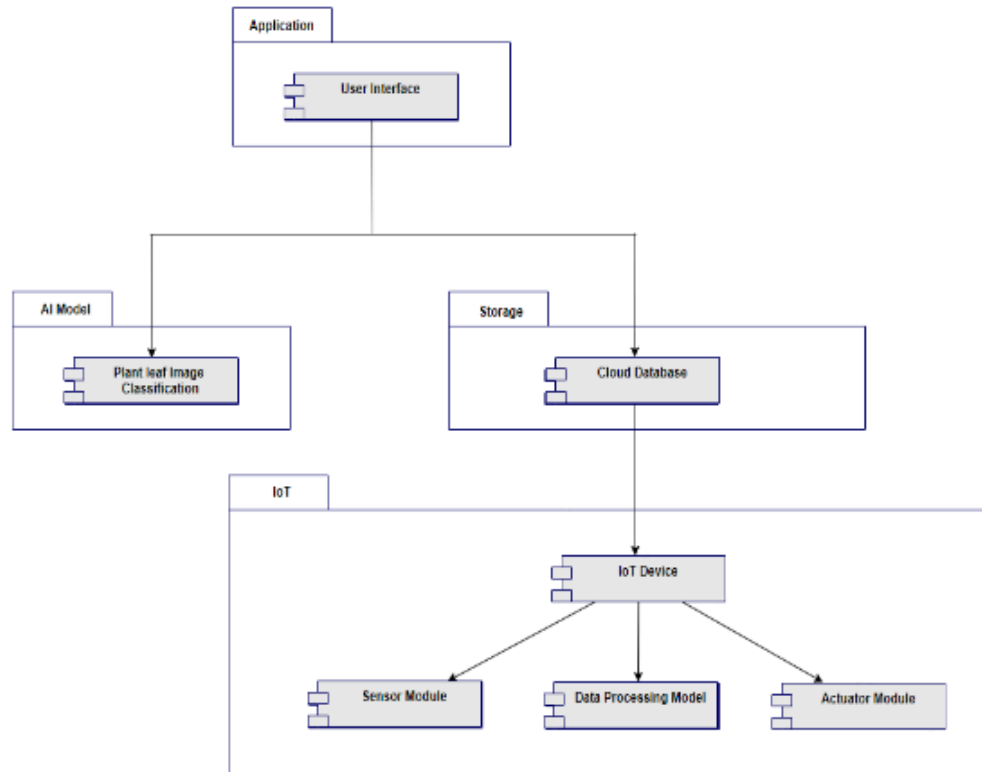 Application
User Interface
AI Model
Plant leaf Image
Classification
Storage
Cloud Database
IoT
IoT Device
Sensor Module
Data Processing Model
Actuator Module